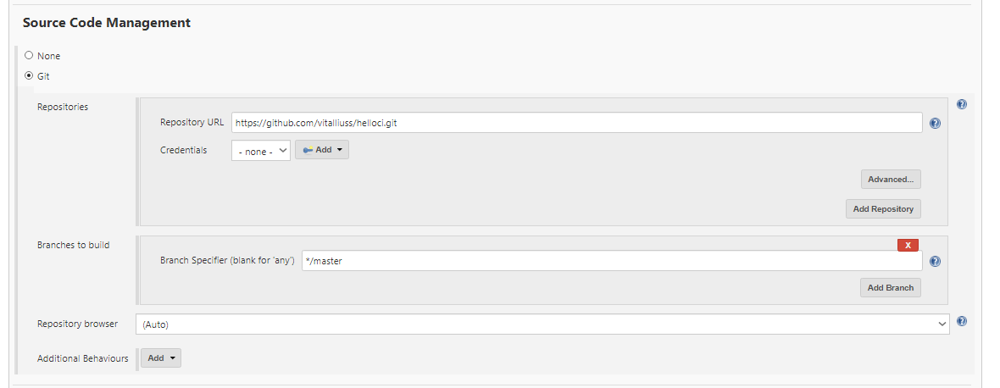 Source Code Management
None
Git
Repositories
Repository URL https://github.com/vitalliuss/helloci.git
Credentials - none - Add
Advanced...
Add Repository
Branches to build
X
Branch Specifier (blank for 'any') */master
Add Branch
Repository browser (Auto)
Additional Behaviours Add